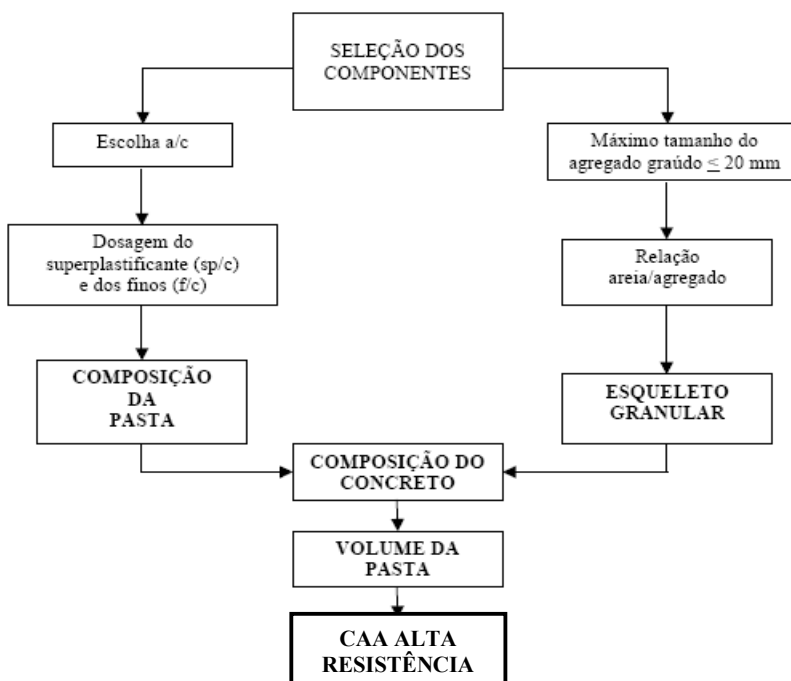 SELEÇÃO DOS
COMPONENTES
Escolha a/c
Máximo tamanho do
agregado graúdo ≤ 20 mm
Dosagem do
superplastificante (sp/c)
e dos finos (f/c)
Relação
areia/agregado
COMPOSIÇÃO
DA
PASTA
ESQUELETO
GRANULAR
COMPOSIÇÃO DO
CONCRETO
VOLUME DA
PASTA
CAA ALTA
RESISTÊNCIA